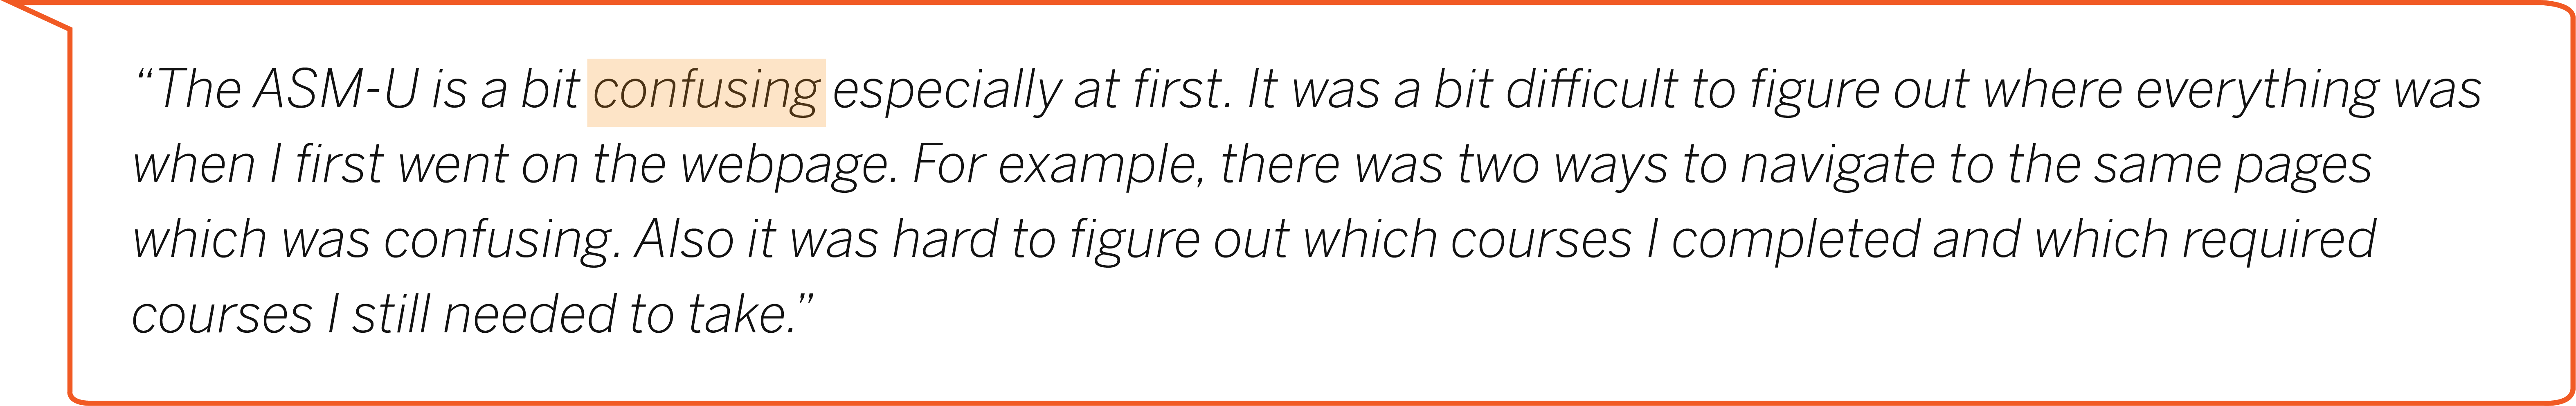 “The ASM-U is a bit confusing especially at first. It was a bit difficult to figure out where everything was
when I first went on the webpage. For example, there was two ways to navigate to the same pages
which was confusing. Also it was hard to figure out which courses I completed and which required
courses I still needed to take.”